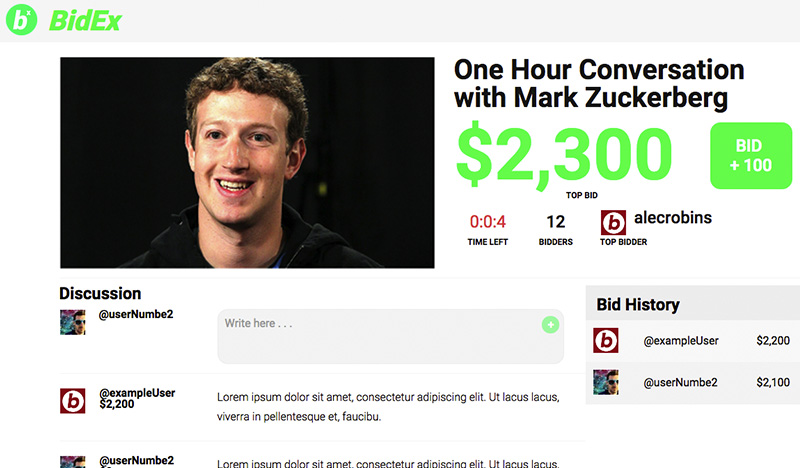 bx BidEx
One Hour Conversation
with Mark Zuckerberg
$2,300
BID
+ 100
TOP BID
0:0:4
TIME LEFT
12
BIDDERS
b
alecrobins
TOP BIDDER
Discussion
@userNumbe2
Write here . . .
+
b
@exampleUser
$2,200
Lorem ipsum dolor sit amet, consectetur adipiscing elit. Ut lacus lacus,
viverra in pellentesque et, faucibu.
@userNumbe2
Lorem ipsum dolor sit amet, consectetur adipiscing elit. Ut lacus lacus,
Bid History
b
@exampleUser
$2,200
@userNumbe2
$2,100